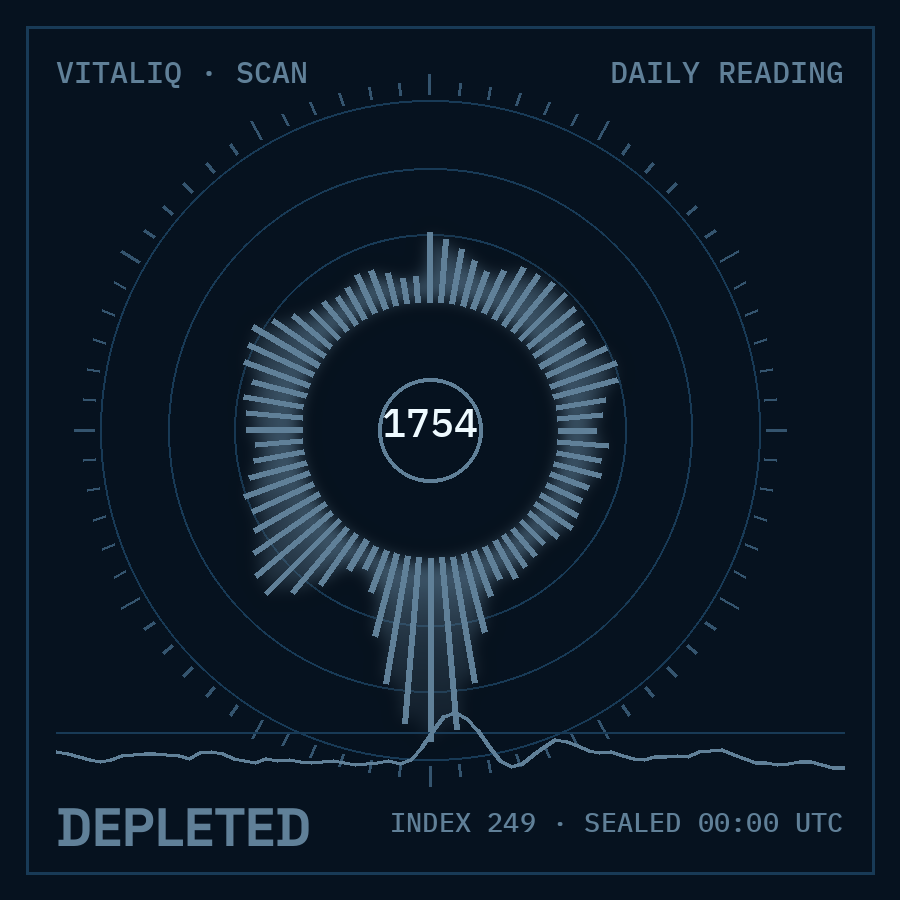 VITALIQ · SCAN
DAILY READING
1754
DEPLETED
INDEX 249 · SEALED 00:00 UTC